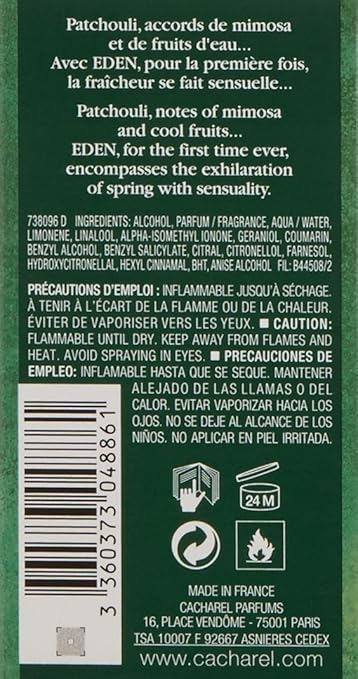 Patchouli, accords de mimosa
et de fruits d'eau...
Avec EDEN, pour la première fois,
la fraîcheur se fait sensuelle...
Patchouli, notes of mimosa
and cool fruits...
EDEN, for the first time ever,
encompasses the exhilaration
of spring with sensuality.
738096 D INGREDIENTS: ALCOHOL, PARFUM / FRAGRANCE, AQUA / WATER,
LIMONENE, LINALOOL, ALPHA-ISOMETHYL IONONE, GERANIOL, COUMARIN,
BENZYL ALCOHOL, BENZYL SALICYLATE, CITRAL, CITRONELLOL, FARNESOL,
HYDROXYCITRONELLAL, HEXYL CINNAMAL, BHT, ANISE ALCOHOL FIL: B44508/2
PRÉCAUTIONS D'EMPLOI : INFLAMMABLE JUSQU'À SÉCHAGE.
À TENIR À L'ÉCART DE LA FLAMME OU DE LA CHALEUR.
ÉVITER DE VAPORISER VERS LES YEUX. ■ CAUTION:
FLAMMABLE UNTIL DRY. KEEP AWAY FROM FLAMES AND
HEAT. AVOID SPRAYING IN EYES. ■ PRECAUCIONES DE
EMPLEO: INFLAMABLE HASTA QUE SE SEQUE. MANTENER
ALEJADO DE LAS LLAMAS O DEL
CALOR. EVITAR VAPORIZAR HACIA LOS
OJOS. NO SE DEJE AL ALCANCE DE LOS
NIÑOS. NO APLICAR EN PIEL IRRITADA.
3 360373 048861
24 M
MADE IN FRANCE
CACHAREL PARFUMS
16, PLACE VENDÔME - 75001 PARIS
TSA 10007 F 92667 ASNIERES CEDEX
www.cacharel.com